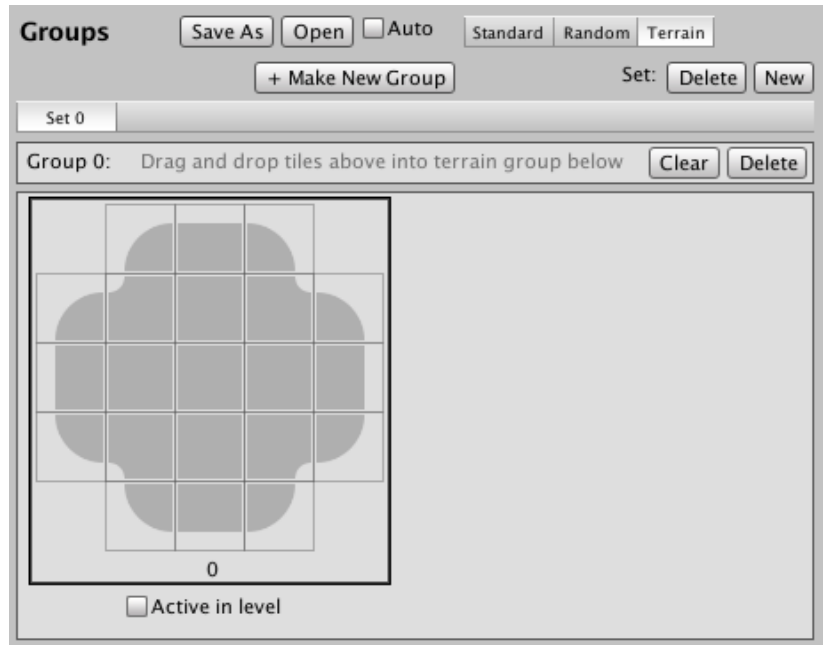 Groups Save As Open Auto Standard Random Terrain
+ Make New Group Set: Delete New
Set 0
Group 0: Drag and drop tiles above into terrain group below Clear Delete
0
Active in level